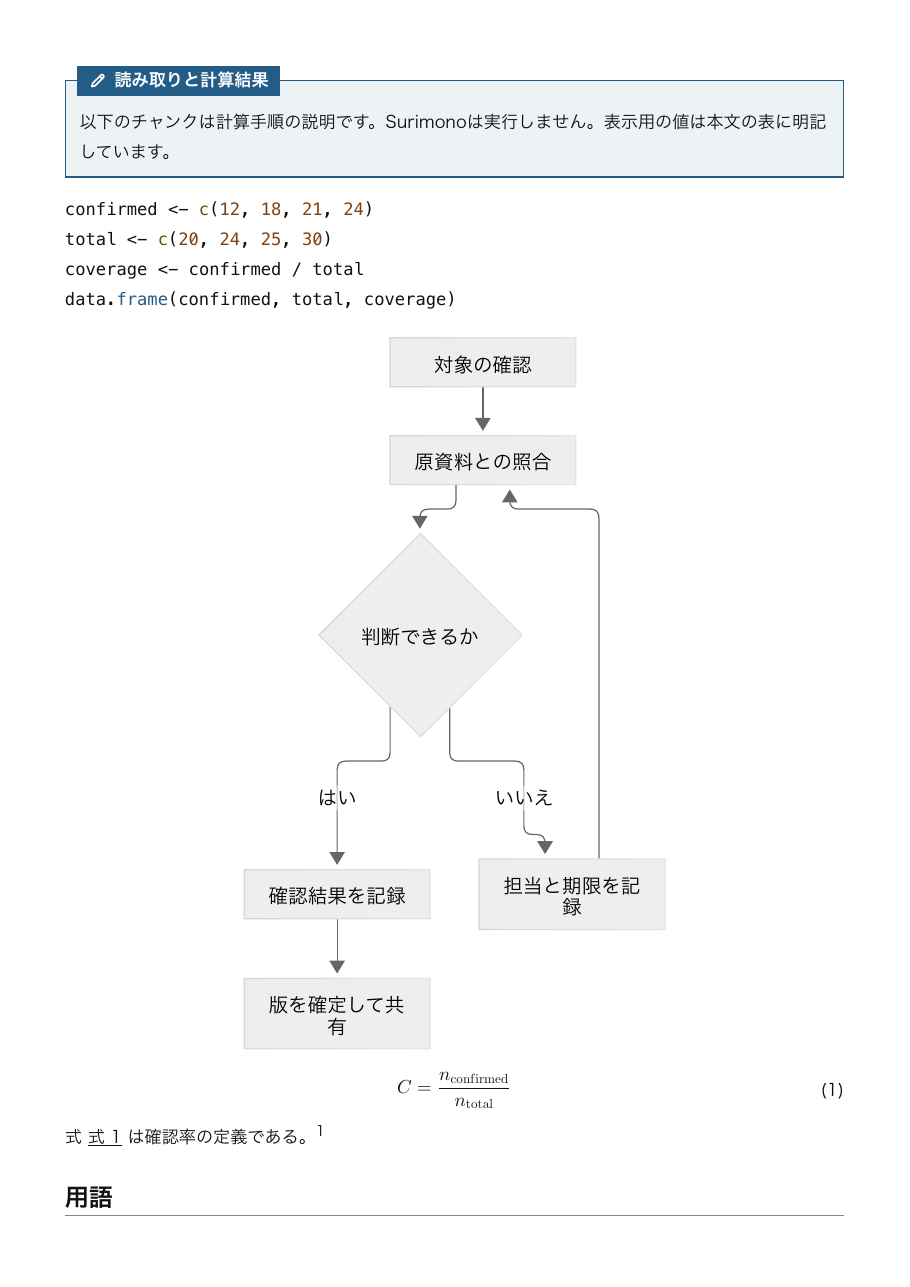 読み取りと計算結果
以下のチャンクは計算手順の説明です。Surimonoは実行しません。表示用の値は本文の表に明記
しています。
confirmed <- c(12, 18, 21, 24)
total <- c(20, 24, 25, 30)
coverage <- confirmed / total
data.frame(confirmed, total, coverage)
対象の確認
原資料との照合
判断できるか
はい
いいえ
確認結果を記録
担当と期限を記
録
版を確定して共
有
C = n_confirmed / n_total (1)
式 式 1 は確認率の定義である。1
用語